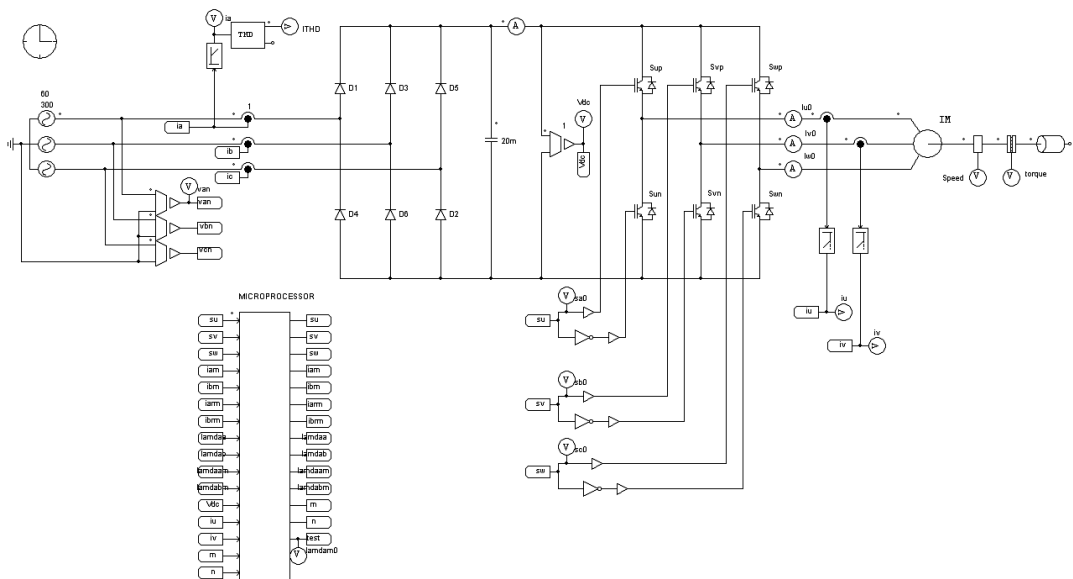 V
ia
THD
ITHD
60
300
ia
1
ib
ic
V
van
van
vbn
vcn
D1
D3
D5
D4
D6
D2
A
20m
1
Vdc
V
Vdc
Sup
Svp
Swp
Sun
Svn
Swn
Iu0
A
Iv0
A
Iw0
A
IM
Speed
V
torque
V
iu
iu
iv
iv
V
sa0
su
V
sb0
sv
V
sc0
sw
MICROPROCESSOR
su
su
sv
sv
sw
sw
iam
iam
ibm
ibm
iarm
iarm
ibrm
ibrm
lamdaa
lamdaa
lamdab
lamdab
lamdaam
lamdaam
lamdabm
lamdabm
Vdc
m
iu
n
iv
test
m
V
lamdam0
n